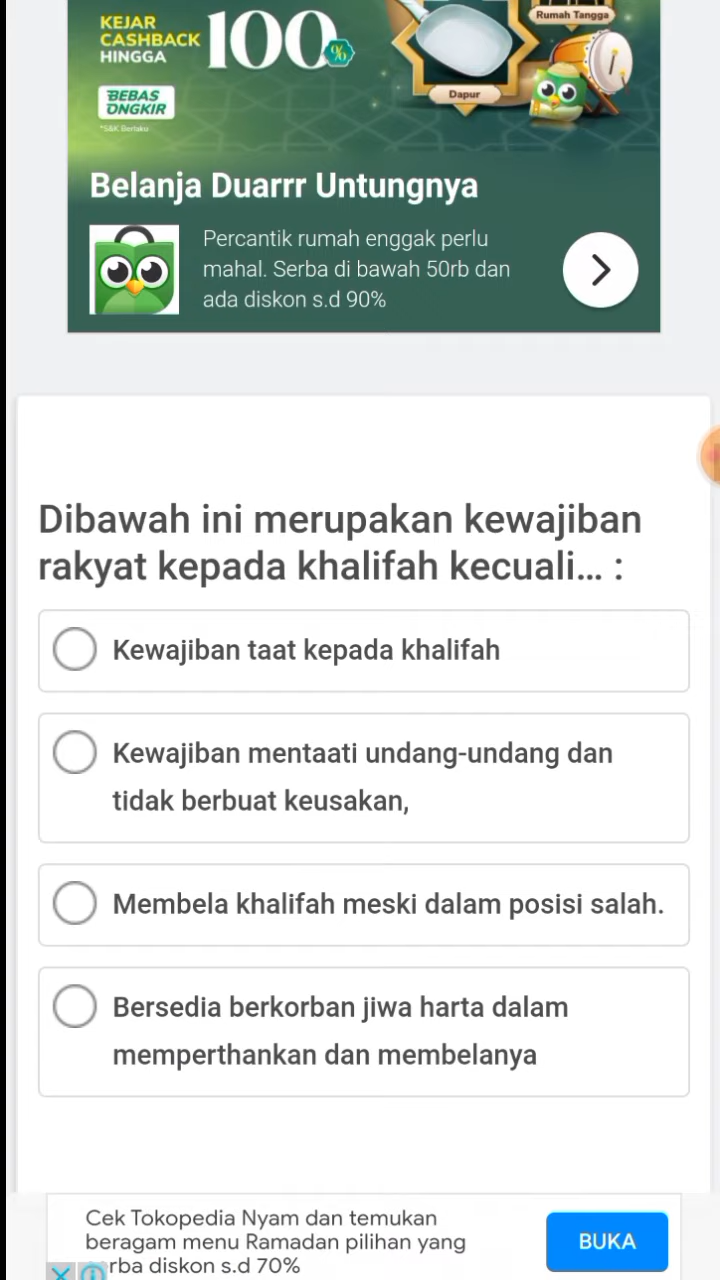 KEJAR
CASHBACK
HINGGA
100%
Rumah Tangga
Dapur
BEBAS
ONGKIR
*S&K Berlaku
Belanja Duarrr Untungnya
Percantik rumah enggak perlu
mahal. Serba di bawah 50rb dan
ada diskon s.d 90%
Dibawah ini merupakan kewajiban
rakyat kepada khalifah kecuali... :
Kewajiban taat kepada khalifah
Kewajiban mentaati undang-undang dan
tidak berbuat keusakan,
Membela khalifah meski dalam posisi salah.
Bersedia berkorban jiwa harta dalam
memperthankan dan membelanya
Cek Tokopedia Nyam dan temukan
beragam menu Ramadan pilihan yang
diskon s.d 70%
BUKA